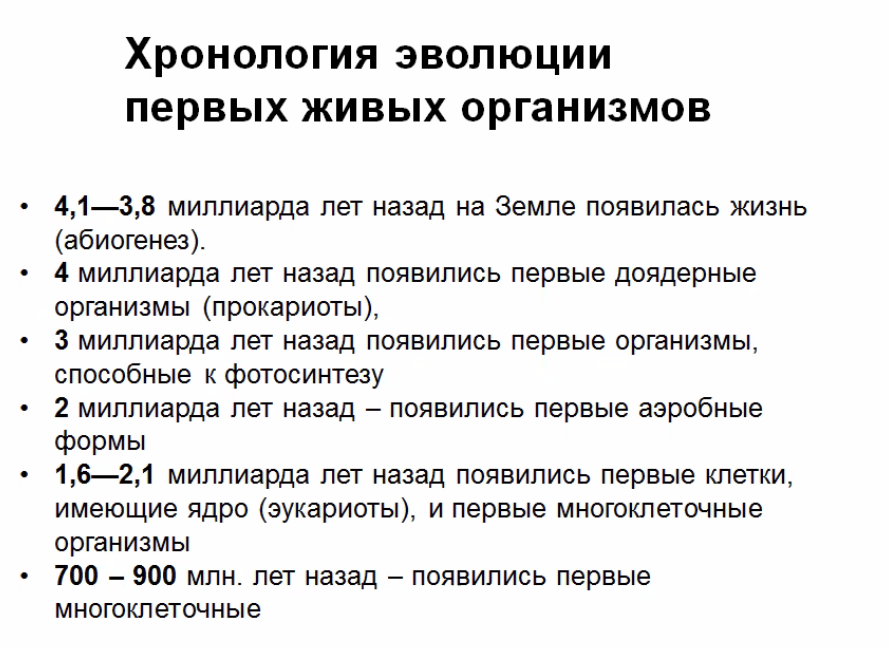 Хронология эволюции
первых живых организмов
• 4,1—3,8 миллиарда лет назад на Земле появилась жизнь
(абиогенез).
• 4 миллиарда лет назад появились первые доядерные
организмы (прокариоты),
• 3 миллиарда лет назад появились первые организмы,
способные к фотосинтезу
• 2 миллиарда лет назад – появились первые аэробные
формы
• 1,6—2,1 миллиарда лет назад появились первые клетки,
имеющие ядро (эукариоты), и первые многоклеточные
организмы
• 700 – 900 млн. лет назад – появились первые
многоклеточные